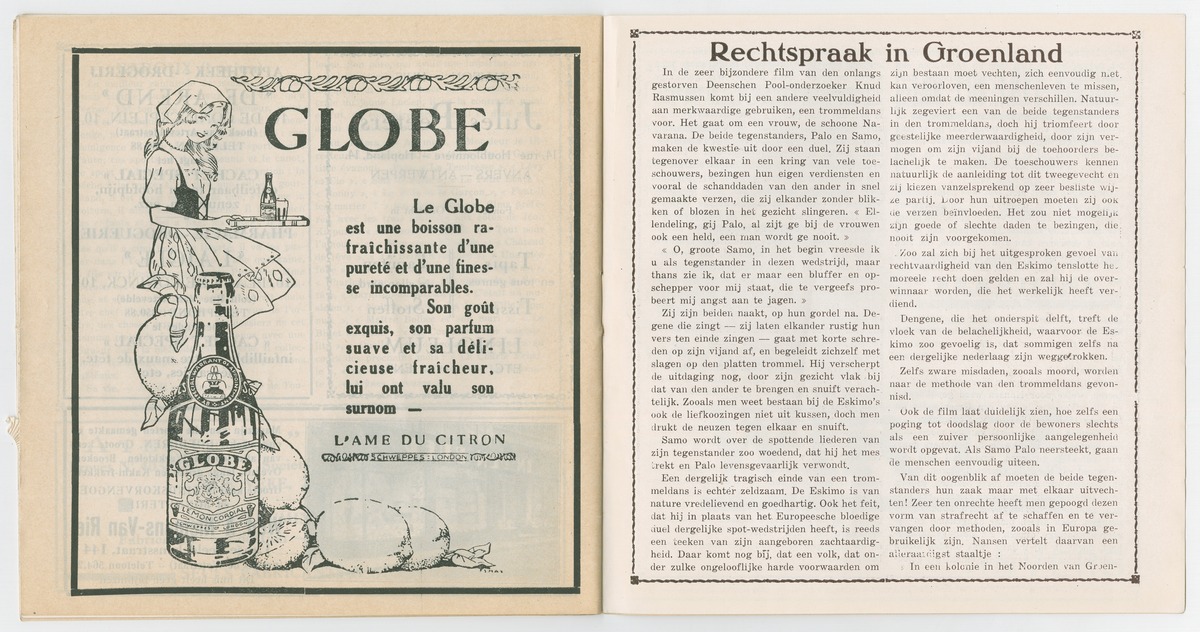 GLOBE
Le Globe
est une boisson ra-
fraîchissante d'une
pureté et d'une fines-
se incomparables.
Son goût
exquis, son parfum
suave et sa déli-
cieuse fraîcheur,
lui ont valu son
surnom —
L'AME DU CITRON
SCHWEPPES : LONDON
GLOBE
LEMON CORDIAL
Rechtspraak in Groenland
In de zeer bijzondere film van den onlangs
gestorven Deenschen Pool-onderzoeker Knud
Rasmussen komt bij een andere veelvuldigheid
aan merkwaardige gebruiken, een trommeldans
voor. Het gaat om een vrouw, de schoone Na-
varana. De beide tegenstanders, Palo en Samo,
maken de kwestie uit door een duel. Zij staan
tegenover elkaar in een kring van vele toe-
schouwers, bezingen hun eigen verdiensten en
vooral de schanddaden van den ander in snel
gemaakte verzen, die zij elkander zonder blik-
ken of blozen in het gezicht slingeren. « El-
lendeling, gij Palo, al zijt ge bij de vrouwen
ook een held, een man wordt ge nooit. »
« O, groote Samo, in het begin vreesde ik
u als tegenstander in dezen wedstrijd, maar
thans zie ik, dat er maar een bluffer en op-
schepper voor mij staat, die te vergeefs pro-
beert mij angst aan te jagen. »
Zij zijn beiden naakt, op hun gordel na. De-
gene die zingt — zij laten elkander rustig hun
vers ten einde zingen — gaat met korte schre-
den op zijn vijand af, en begeleidt zichzelf met
slagen op den platten trommel. Hij verscherpt
de uitdaging nog, door zijn gezicht vlak bij
dat van den ander te brengen en snuift verach-
telijk. Zooals men weet bestaan bij de Eskimo's
ook de liefkoozingen niet uit kussen, doch men
drukt de neuzen tegen elkaar en snuift.
Samo wordt over de spottende liederen van
zijn tegenstander zoo woedend, dat hij het mes
trekt en Palo levensgevaarlijk verwondt.
Een dergelijk tragisch einde van een trom-
meldans is echter zeldzaam. De Eskimo is van
nature vredelievend en goedhartig. Ook het feit,
dat hij in plaats van het Europeesche bloedige
duel dergelijke spot-wedstrijden heeft, is reeds
een teeken van zijn aangeboren zachtaardig-
heid. Daar komt nog bij, dat een volk, dat on-
der zulke ongelooflijke harde voorwaarden om
zijn bestaan moet vechten, zich eenvoudig niet
kan veroorloven, een menschenleven te missen,
alleen omdat de meeningen verschillen. Natuur-
lijk zegeviert een van de beide tegenstanders
in den trommeldans, doch hij triomfeert door
geestelijke meerderwaardigheid, door zijn ver-
mogen om zijn vijand bij de toehoorders be-
lachelijk te maken. De toeschouwers kennen
natuurlijk de aanleiding tot dit tweegevecht en
zij kiezen vanzelsprekend op zeer besliste wij-
ze partij. Door hun uitroepen moeten zij ook
de verzen beïnvloeden. Het zou niet mogelijk
zijn goede of slechte daden te bezingen, die
nooit zijn voorgekomen.
Zoo zal zich bij het uitgesproken gevoel van
rechtvaardigheid van den Eskimo tenslotte het
moreele recht doen gelden en zal hij de over-
winnaar worden, die het werkelijk heeft ver-
diend.
Dengene, die het onderspit delft, treft de
vloek van de belachelijkheid, waarvoor de Es-
kimo zoo gevoelig is, dat sommigen zelfs na
een dergelijke nederlaag zijn weggetrokken.
Zelfs zware misdaden, zooals moord, worden
naar de methode van den trommeldans gevon-
nisd.
Ook de film laat duidelijk zien, hoe zelfs een
poging tot doodslag door de bewoners slechts
als een zuiver persoonlijke aangelegenheid
wordt opgevat. Als Samo Palo neersteekt, gaan
de menschen eenvoudig uiteen.
Van dit oogenblik af moeten de beide tegen-
standers hun zaak maar met elkaar uitvech-
ten! Zeer ten onrechte heeft men gepoogd dezen
vorm van strafrecht af te schaffen en te ver-
vangen door methoden, zooals in Europa ge-
bruikelijk zijn. Nansen vertelt daarvan een
alleraardigst staaltje :
In een kolonie in het Noorden van Groen-